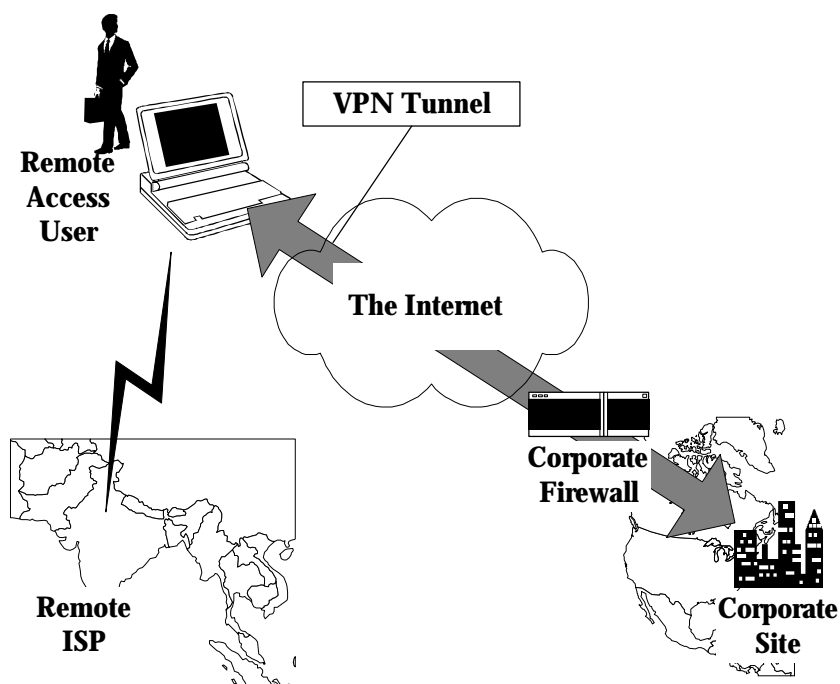 VPN Tunnel
Remote
Access
User
The Internet
Corporate
Firewall
Remote
ISP
Corporate
Site